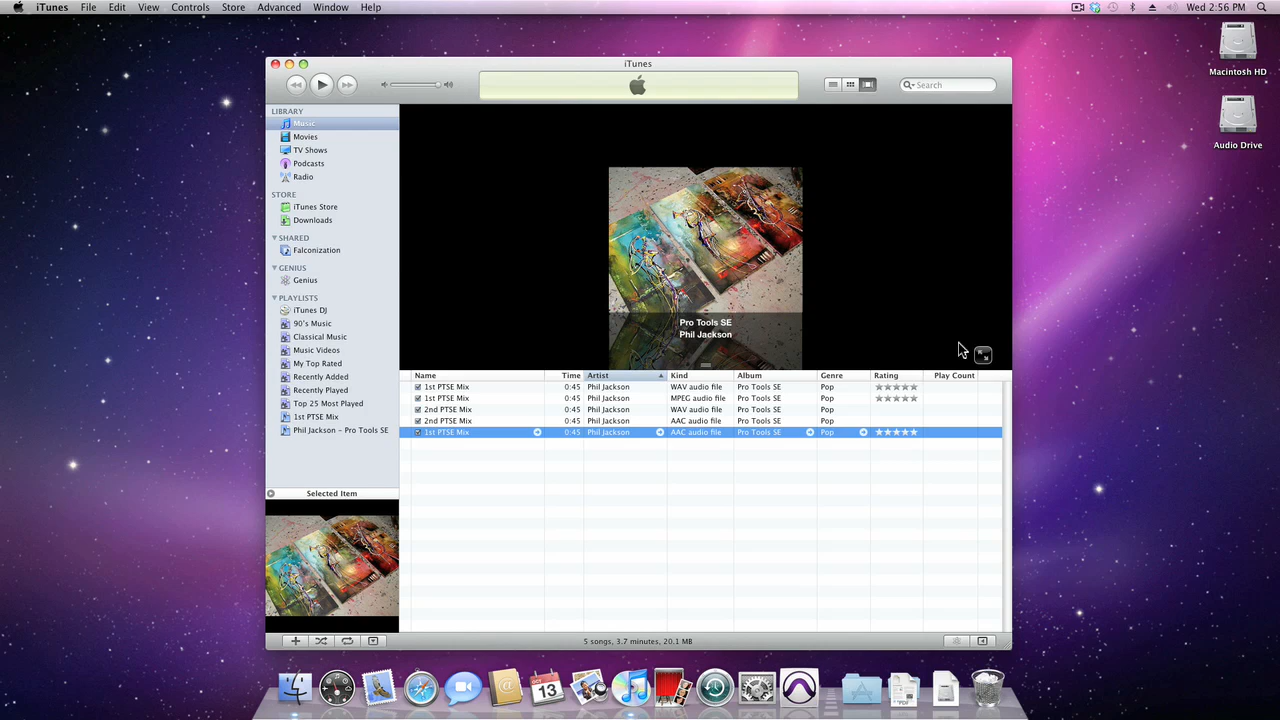 iTunes File Edit View Controls Store Advanced Window Help Wed 2:56 PM
Macintosh HD
Audio Drive
iTunes
Search
LIBRARY
Music
Movies
TV Shows
Podcasts
Radio
STORE
iTunes Store
Downloads
SHARED
Falconization
GENIUS
Genius
PLAYLISTS
iTunes DJ
90's Music
Classical Music
Music Videos
My Top Rated
Recently Added
Recently Played
Top 25 Most Played
1st PTSE Mix
Phil Jackson – Pro Tools SE
Selected Item
Pro Tools SE
Phil Jackson
Name Time Artist Kind Album Genre Rating Play Count
1st PTSE Mix 0:45 Phil Jackson WAV audio file Pro Tools SE Pop
1st PTSE Mix 0:45 Phil Jackson MPEG audio file Pro Tools SE Pop
2nd PTSE Mix 0:45 Phil Jackson WAV audio file Pro Tools SE Pop
2nd PTSE Mix 0:45 Phil Jackson AAC audio file Pro Tools SE Pop
1st PTSE Mix 0:45 Phil Jackson AAC audio file Pro Tools SE Pop
5 songs, 3.7 minutes, 20.1 MB
OCT
13
PDF